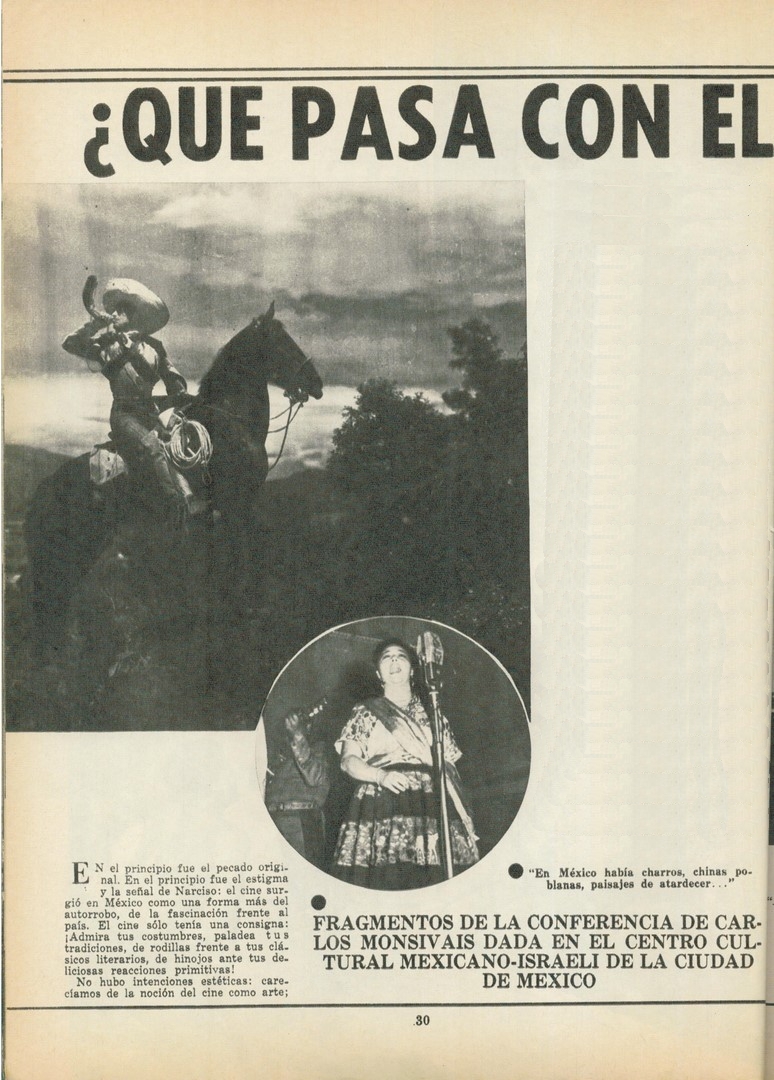 ¿QUE PASA CON EL
EN el principio fue el pecado origi-
nal. En el principio fue el estigma
y la señal de Narciso: el cine sur-
gió en México como una forma más del
autorrobo, de la fascinación frente al
país. El cine sólo tenía una consigna:
¡Admira tus costumbres, paladea tus
tradiciones, de rodillas frente a tus clá-
sicos literarios, de hinojos ante tus de-
liciosas reacciones primitivas!
No hubo intenciones estéticas: care-
cíamos de la noción del cine como arte;
"En México había charros, chinas po-
blanas, paisajes de atardecer..."
FRAGMENTOS DE LA CONFERENCIA DE CAR-
LOS MONSIVAIS DADA EN EL CENTRO CUL-
TURAL MEXICANO-ISRAELI DE LA CIUDAD
DE MEXICO
30